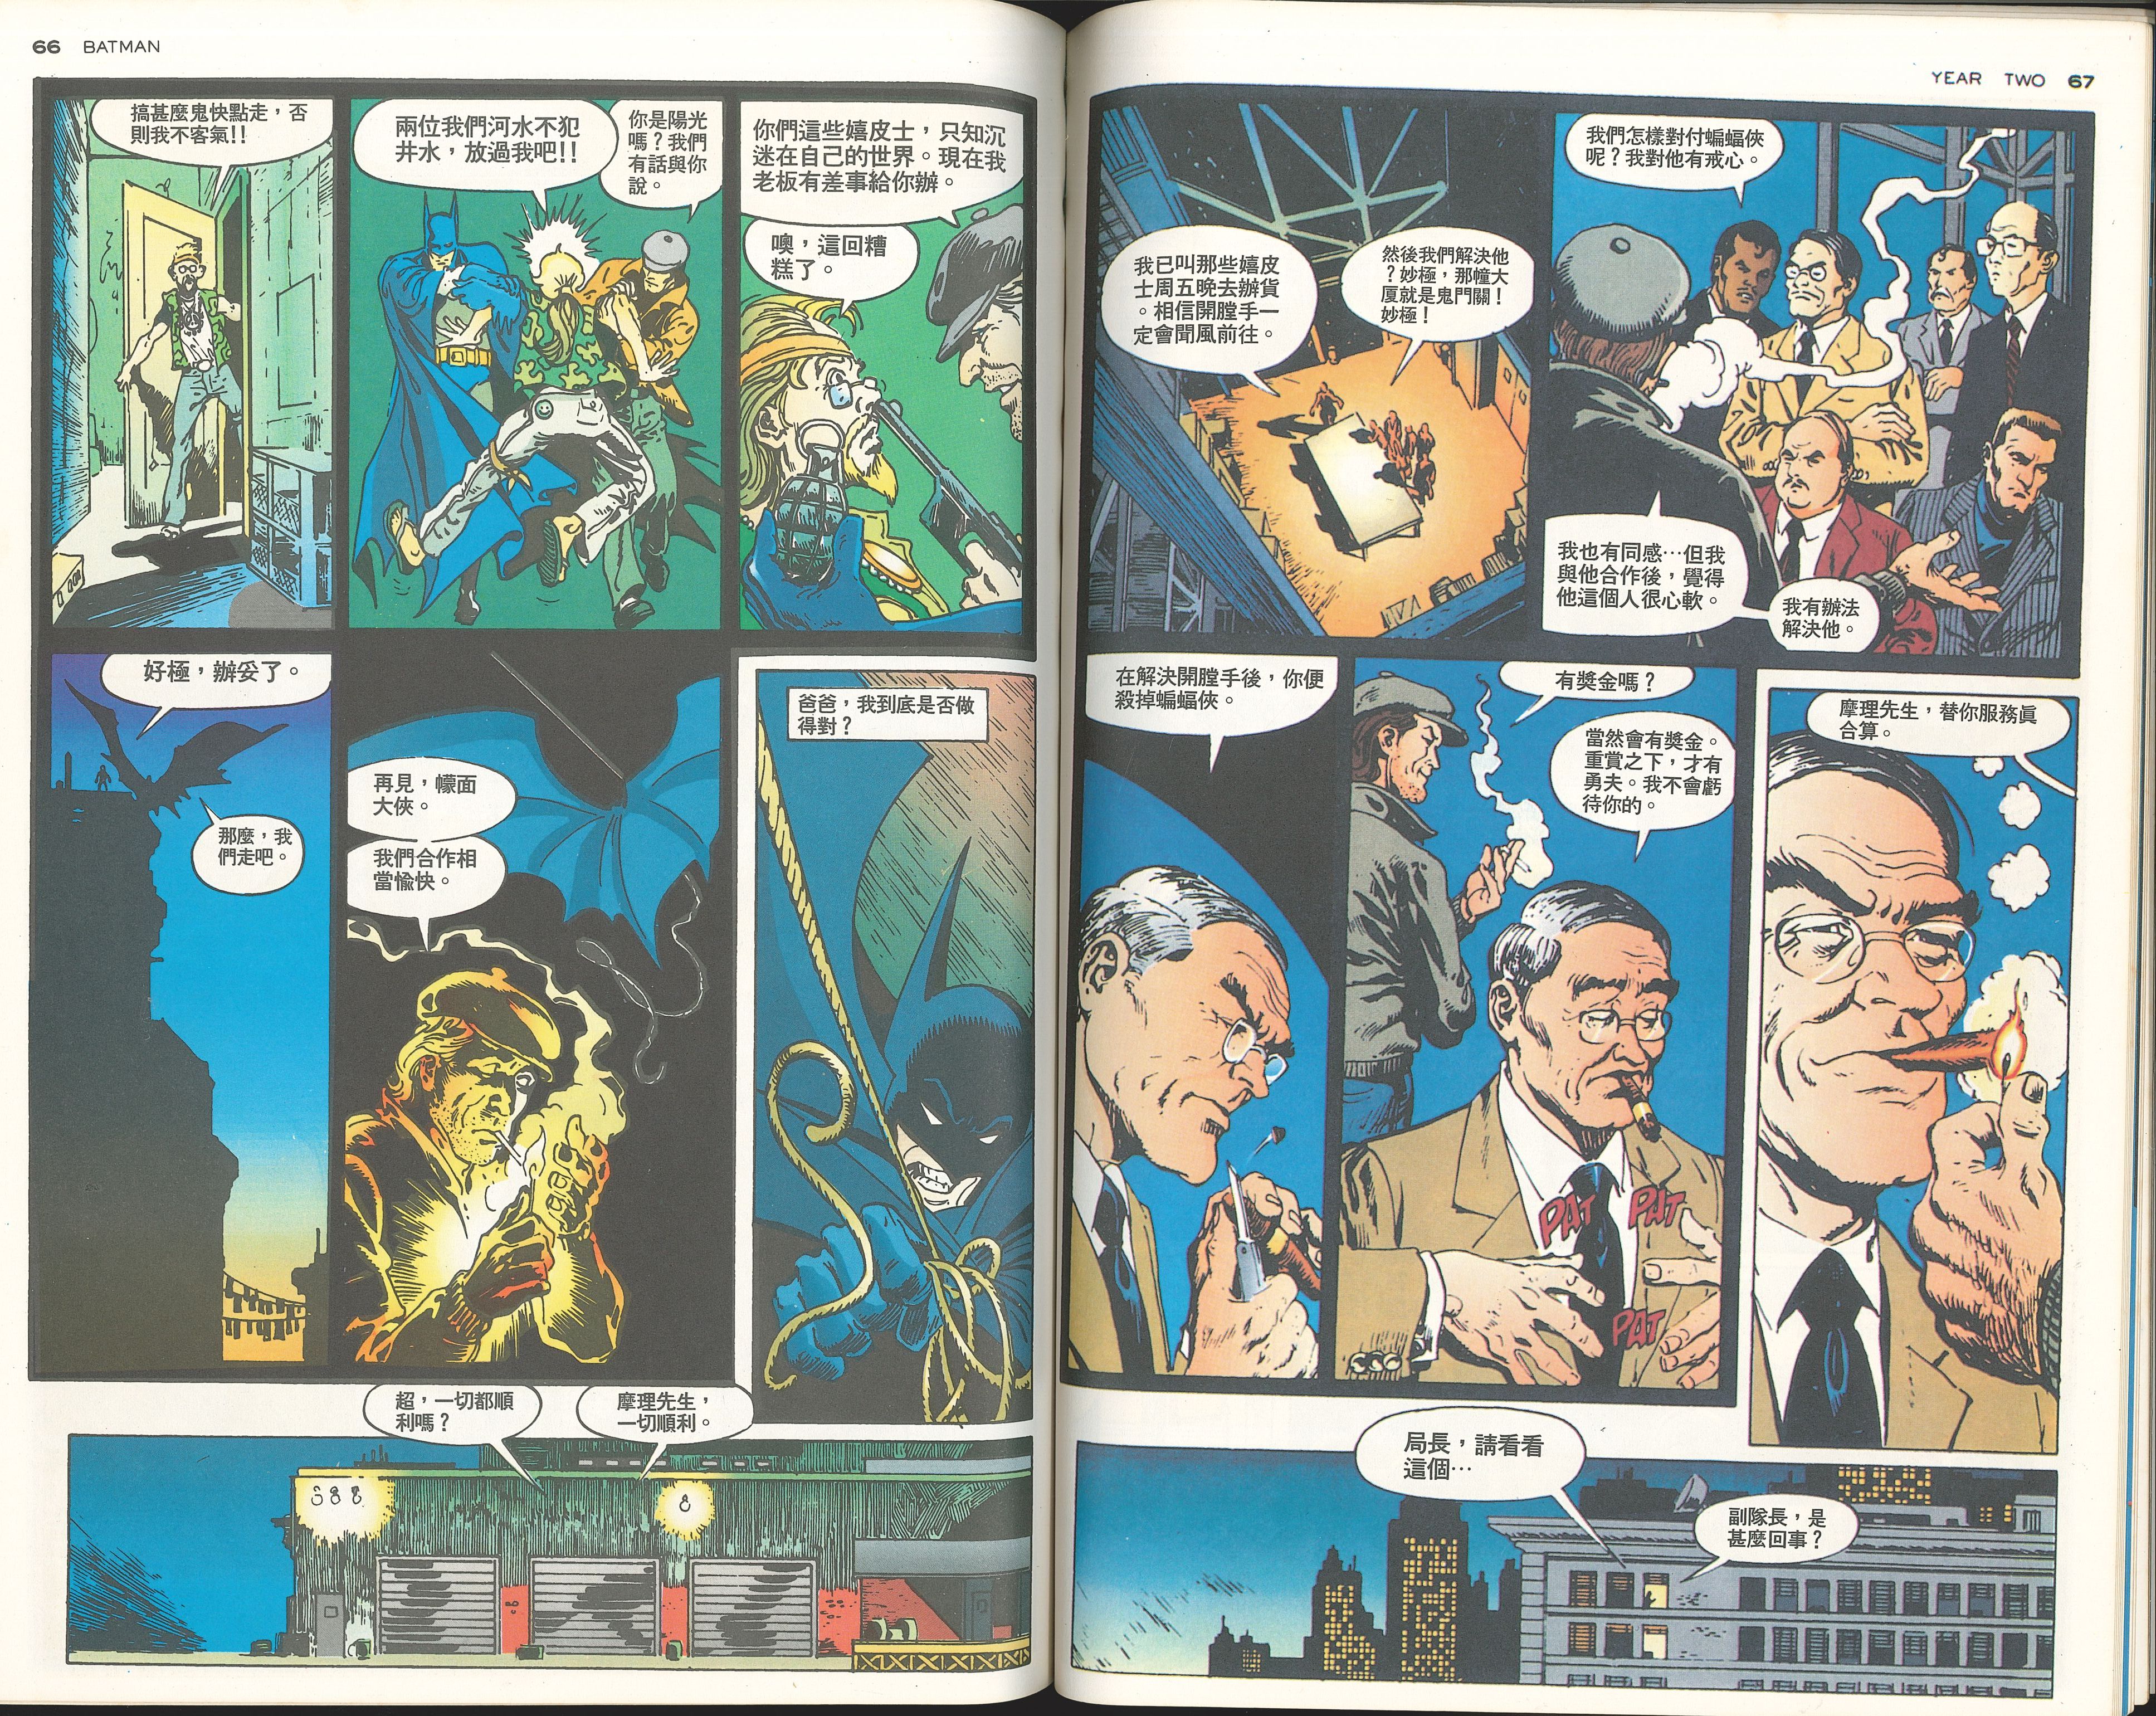 66 BATMAN
搞甚麼鬼快點走，否
則我不客氣!!
兩位我們河水不犯
井水，放過我吧!!
你是陽光
嗎？我們
有話與你
說。
你們這些嬉皮士，只知沉
迷在自己的世界。現在我
老板有差事給你辦。
噢，這回糟
糕了。
好極，辦妥了。
那麼，我
們走吧。
再見，幪面
大俠。
我們合作相
當愉快。
爸爸，我到底是否做
得對？
超，一切都順
利嗎？
摩理先生，
一切順利。
YEAR TWO 67
我已叫那些嬉皮
士周五晚去辦貨
。相信開膛手一
定會聞風前往。
然後我們解決他
？妙極，那幢大
厦就是鬼門關！
妙極！
我們怎樣對付蝙蝠俠
呢？我對他有戒心。
我也有同感…但我
與他合作後，覺得
他這個人很心軟。
我有辦法
解決他。
在解決開膛手後，你便
殺掉蝙蝠俠。
有獎金嗎？
當然會有獎金。
重賞之下，才有
勇夫。我不會虧
待你的。
PAT PAT
PAT
摩理先生，替你服務眞
合算。
局長，請看看
這個…
副隊長，是
甚麼回事？